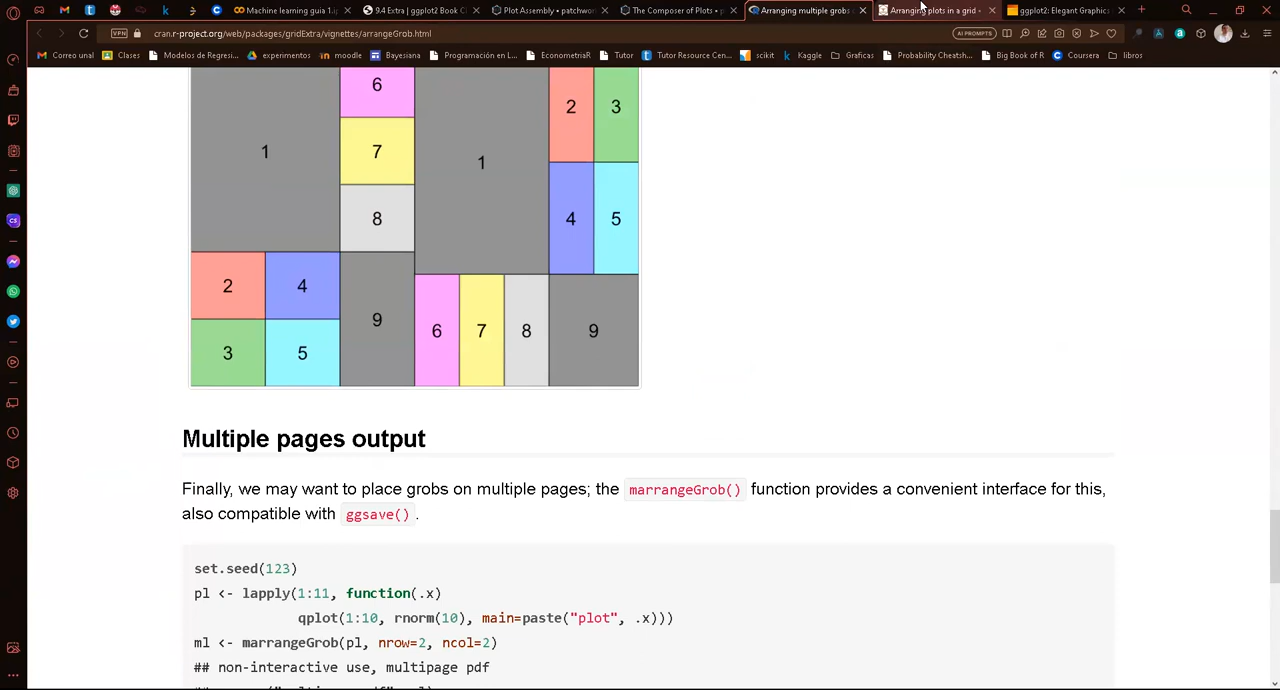 Machine learning guia 1.i
9.4 Extra | ggplot2 Book C
Plot Assembly • patchwor
The Composer of Plots • p
Arranging multiple grobs
Arranging plots in a grid •
ggplot2: Elegant Graphics
VPN
cran.r-project.org/web/packages/gridExtra/vignettes/arrangeGrob.html
AI PROMPTS
Correo unal
Clases
Modelos de Regresi...
experimentos
moodle
Bayesiana
Programación en L...
EconometriaR
Tutor
Tutor Resource Cen...
scikit
Kaggle
Graficas
Probability Cheatsh...
Big Book of R
Coursera
libros
6
2 3
1 7 1
8 4 5
2 4
9 6 7 8 9
3 5
Multiple pages output
Finally, we may want to place grobs on multiple pages; the marrangeGrob() function provides a convenient interface for this,
also compatible with ggsave() .
set.seed(123)
pl <- lapply(1:11, function(.x)
qplot(1:10, rnorm(10), main=paste("plot", .x)))
ml <- marrangeGrob(pl, nrow=2, ncol=2)
## non-interactive use, multipage pdf